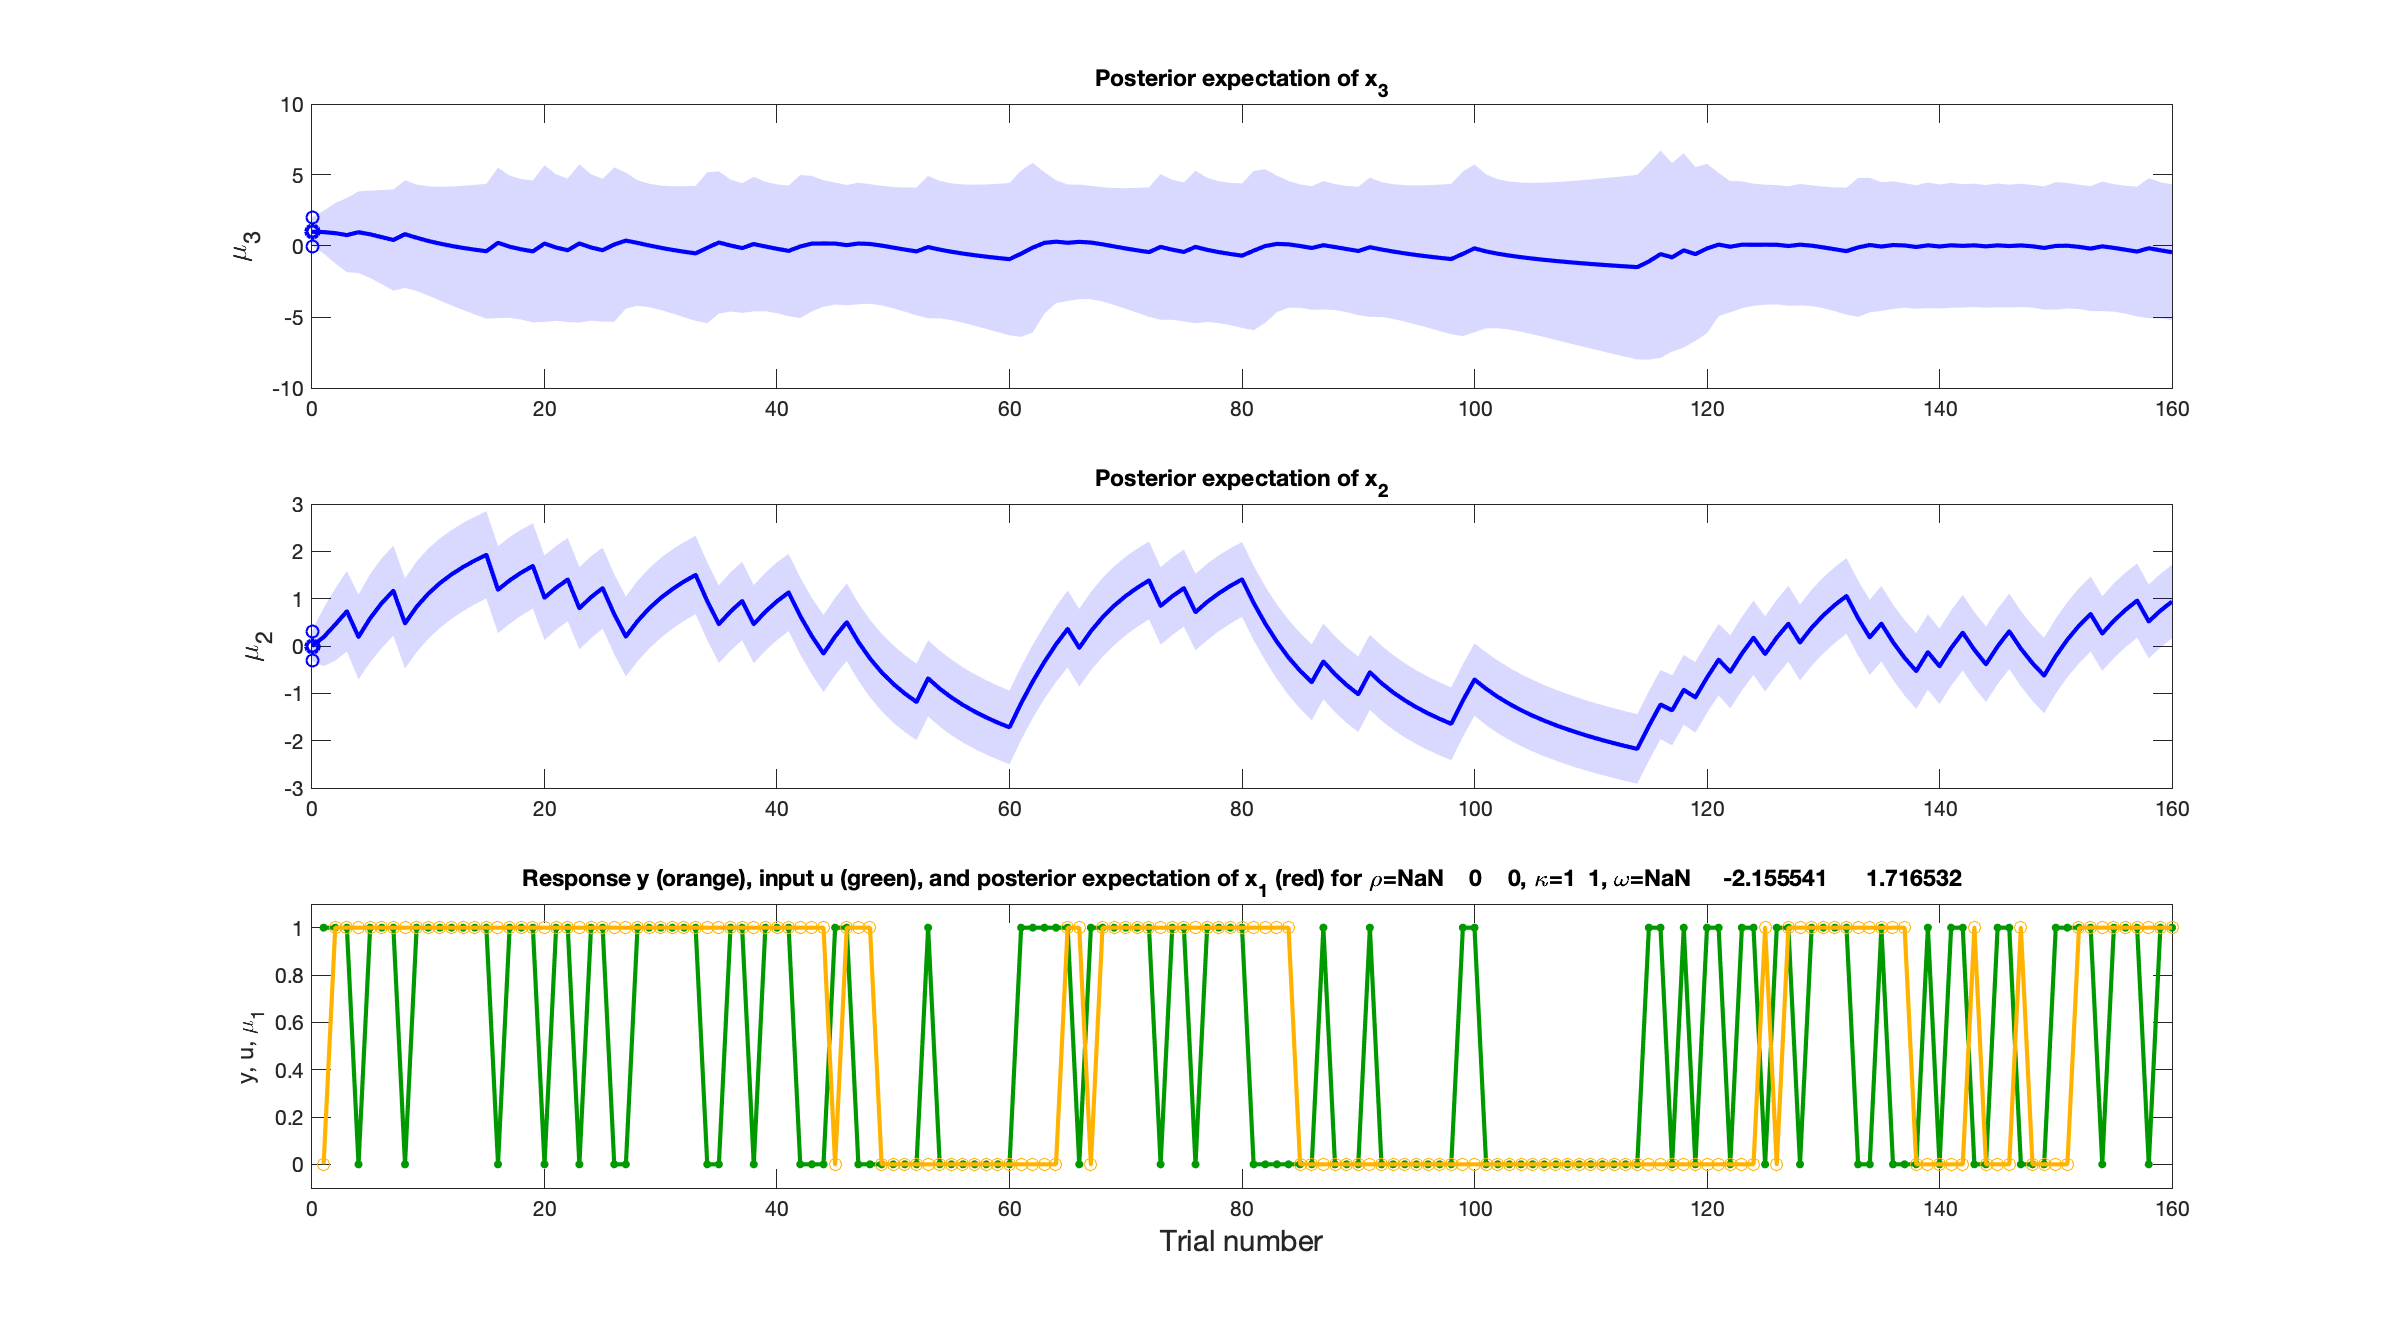 Posterior expectation of x3
10
5
0
-5
-10
μ3
0 20 40 60 80 100 120 140 160
Posterior expectation of x2
3
2
1
0
-1
-2
-3
μ2
0 20 40 60 80 100 120 140 160
Response y (orange), input u (green), and posterior expectation of x1 (red) for ρ=NaN 0 0, κ=1 1, ω=NaN -2.155541 1.716532
1
0.8
0.6
0.4
0.2
0
y, u, μ1
0 20 40 60 80 100 120 140 160
Trial number